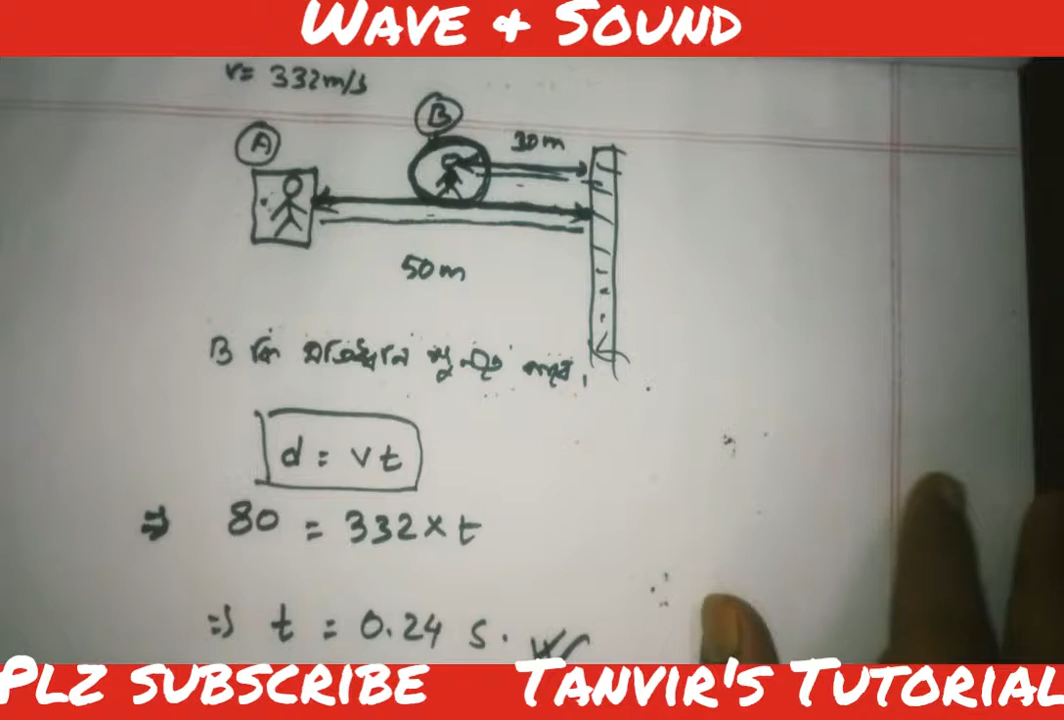 WAVE & SOUND
v= 332m/s
A
B
30m
50m
B
d = vt
⇒ 80 = 332×t
⇒ t = 0.24 s.
PLZ SUBSCRIBE TANVIR'S TUTORIAL